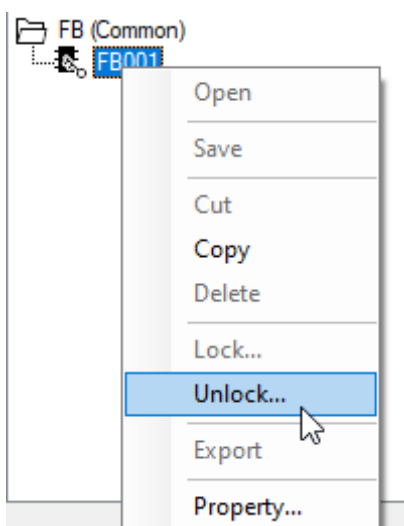 FB (Common)
FB001
Open
Save
Cut
Copy
Delete
Lock...
Unlock...
Export
Property...